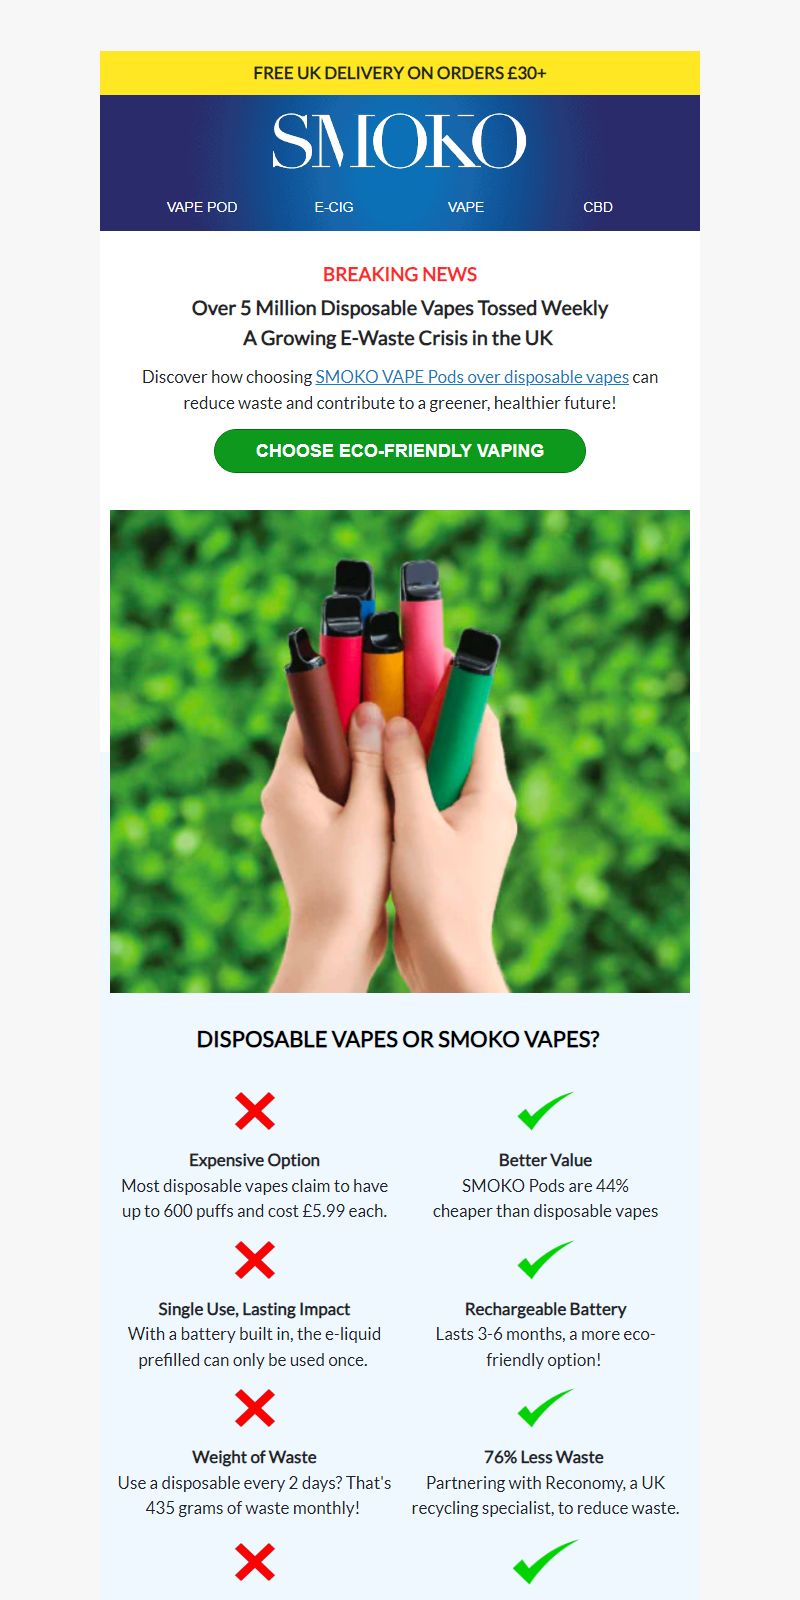 FREE UK DELIVERY ON ORDERS £30+
SMOKO
VAPE POD E-CIG VAPE CBD
BREAKING NEWS
Over 5 Million Disposable Vapes Tossed Weekly
A Growing E-Waste Crisis in the UK
Discover how choosing SMOKO VAPE Pods over disposable vapes can
reduce waste and contribute to a greener, healthier future!
CHOOSE ECO-FRIENDLY VAPING
DISPOSABLE VAPES OR SMOKO VAPES?
Expensive Option
Most disposable vapes claim to have
up to 600 puffs and cost £5.99 each.
Better Value
SMOKO Pods are 44%
cheaper than disposable vapes
Single Use, Lasting Impact
With a battery built in, the e-liquid
prefilled can only be used once.
Rechargeable Battery
Lasts 3-6 months, a more eco-
friendly option!
Weight of Waste
Use a disposable every 2 days? That's
435 grams of waste monthly!
76% Less Waste
Partnering with Reconomy, a UK
recycling specialist, to reduce waste.